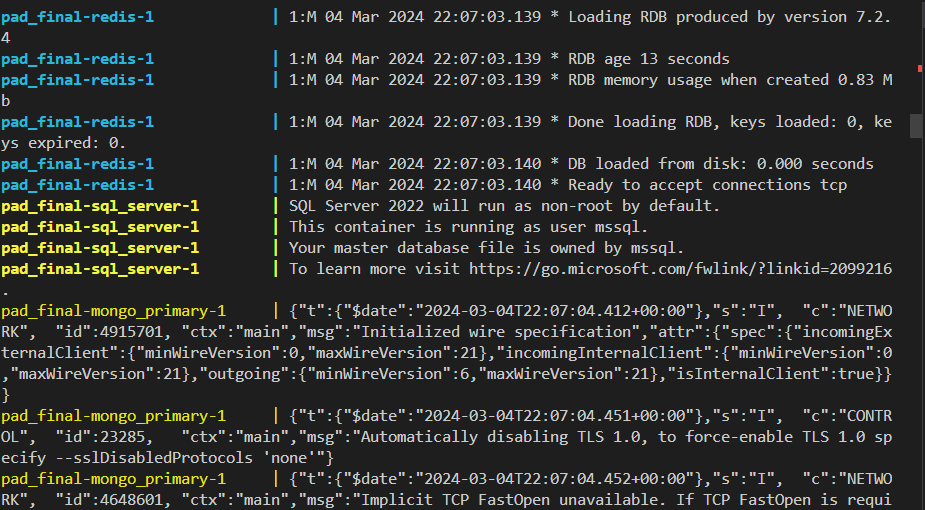 pad_final-redis-1             | 1:M 04 Mar 2024 22:07:03.139 * Loading RDB produced by version 7.2.
4
pad_final-redis-1             | 1:M 04 Mar 2024 22:07:03.139 * RDB age 13 seconds
pad_final-redis-1             | 1:M 04 Mar 2024 22:07:03.139 * RDB memory usage when created 0.83 M
b
pad_final-redis-1             | 1:M 04 Mar 2024 22:07:03.139 * Done loading RDB, keys loaded: 0, ke
ys expired: 0.
pad_final-redis-1             | 1:M 04 Mar 2024 22:07:03.140 * DB loaded from disk: 0.000 seconds
pad_final-redis-1             | 1:M 04 Mar 2024 22:07:03.140 * Ready to accept connections tcp
pad_final-sql_server-1        | SQL Server 2022 will run as non-root by default.
pad_final-sql_server-1        | This container is running as user mssql.
pad_final-sql_server-1        | Your master database file is owned by mssql.
pad_final-sql_server-1        | To learn more visit https://go.microsoft.com/fwlink/?linkid=2099216
.
pad_final-mongo_primary-1     | {"t":{"$date":"2024-03-04T22:07:04.412+00:00"},"s":"I",  "c":"NETWO
RK",  "id":4915701, "ctx":"main","msg":"Initialized wire specification","attr":{"spec":{"incomingEx
ternalClient":{"minWireVersion":0,"maxWireVersion":21},"incomingInternalClient":{"minWireVersion":0
,"maxWireVersion":21},"outgoing":{"minWireVersion":6,"maxWireVersion":21},"isInternalClient":true}}
}
pad_final-mongo_primary-1     | {"t":{"$date":"2024-03-04T22:07:04.451+00:00"},"s":"I",  "c":"CONTR
OL",  "id":23285,   "ctx":"main","msg":"Automatically disabling TLS 1.0, to force-enable TLS 1.0 sp
ecify --sslDisabledProtocols 'none'"}
pad_final-mongo_primary-1     | {"t":{"$date":"2024-03-04T22:07:04.452+00:00"},"s":"I",  "c":"NETWO
RK",  "id":4648601, "ctx":"main","msg":"Implicit TCP FastOpen unavailable. If TCP FastOpen is requi